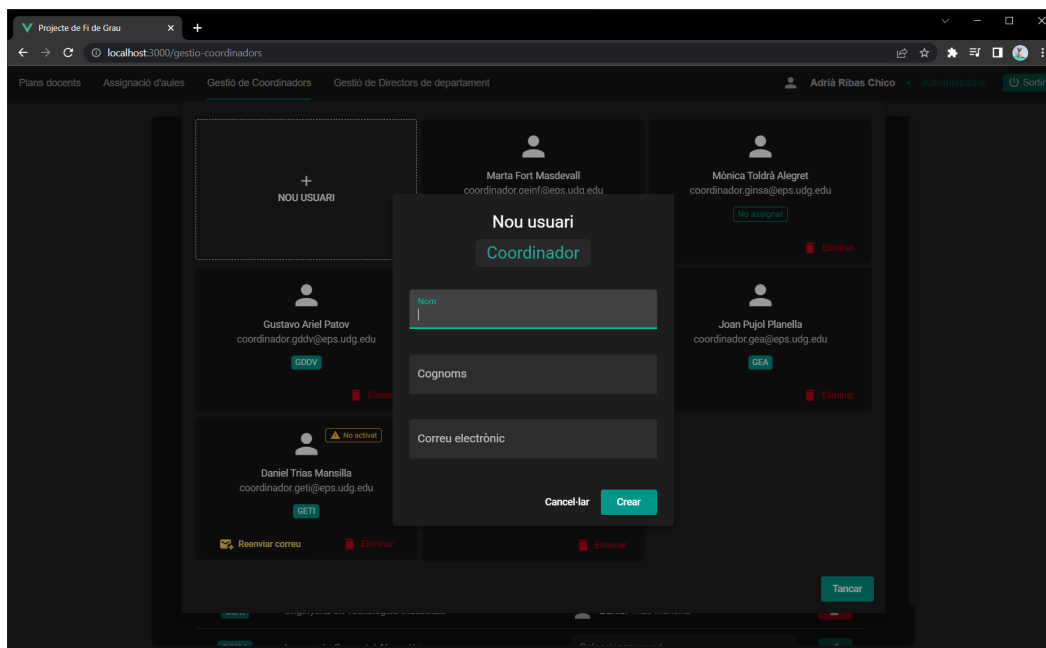 Projecte de Fi de Grau
localhost:3000/gestio-coordinadors
Plans docents
Assignació d'aules
Gestió de Coordinadors
Gestió de Directors de departament
Adrià Ribas Chico
Administrador
Sortir
NOU USUARI
Marta Fort Masdevall
coordinador.geinf@eps.udg.edu
Mònica Toldrà Alegret
coordinador.ginsa@eps.udg.edu
No assignat
Eliminar
Nou usuari
Coordinador
Nom
Cognoms
Correu electrònic
Cancel·lar
Crear
Gustavo Ariel Patov
coordinador.gddv@eps.udg.edu
GDDV
Joan Pujol Planella
coordinador.gea@eps.udg.edu
GEA
Eliminar
No activat
Daniel Trias Mansilla
coordinador.geti@eps.udg.edu
GETI
Reenviar correu
Eliminar
Eliminar
Tancar